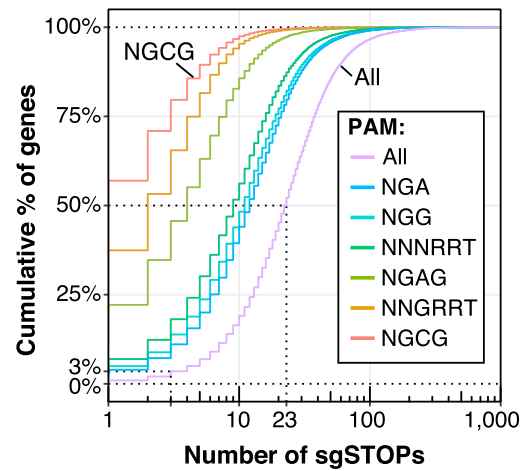 100%
75%
50%
25%
3%
0%
Cumulative % of genes
NGCG
All
PAM:
All
NGA
NGG
NNNRRT
NGAG
NNGRRT
NGCG
1 10 23 100 1,000
Number of sgSTOPs